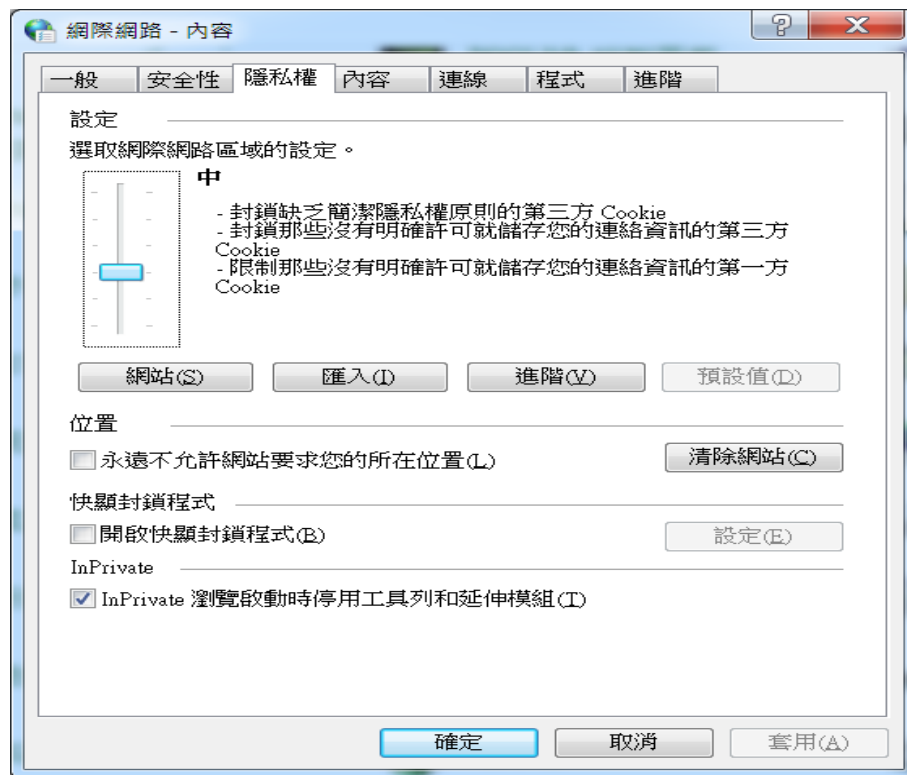 網際網路 - 內容
一般 安全性 隱私權 內容 連線 程式 進階
設定
選取網際網路區域的設定。
中
- 封鎖缺乏簡潔隱私權原則的第三方 Cookie
- 封鎖那些沒有明確許可就儲存您的連絡資訊的第三方
Cookie
- 限制那些沒有明確許可就儲存您的連絡資訊的第一方
Cookie
網站(S) 匯入(I) 進階(V) 預設值(D)
位置
永遠不允許網站要求您的所在位置(L) 清除網站(C)
快顯封鎖程式
開啟快顯封鎖程式(B) 設定(E)
InPrivate
InPrivate 瀏覽啟動時停用工具列和延伸模組(T)
確定 取消 套用(A)